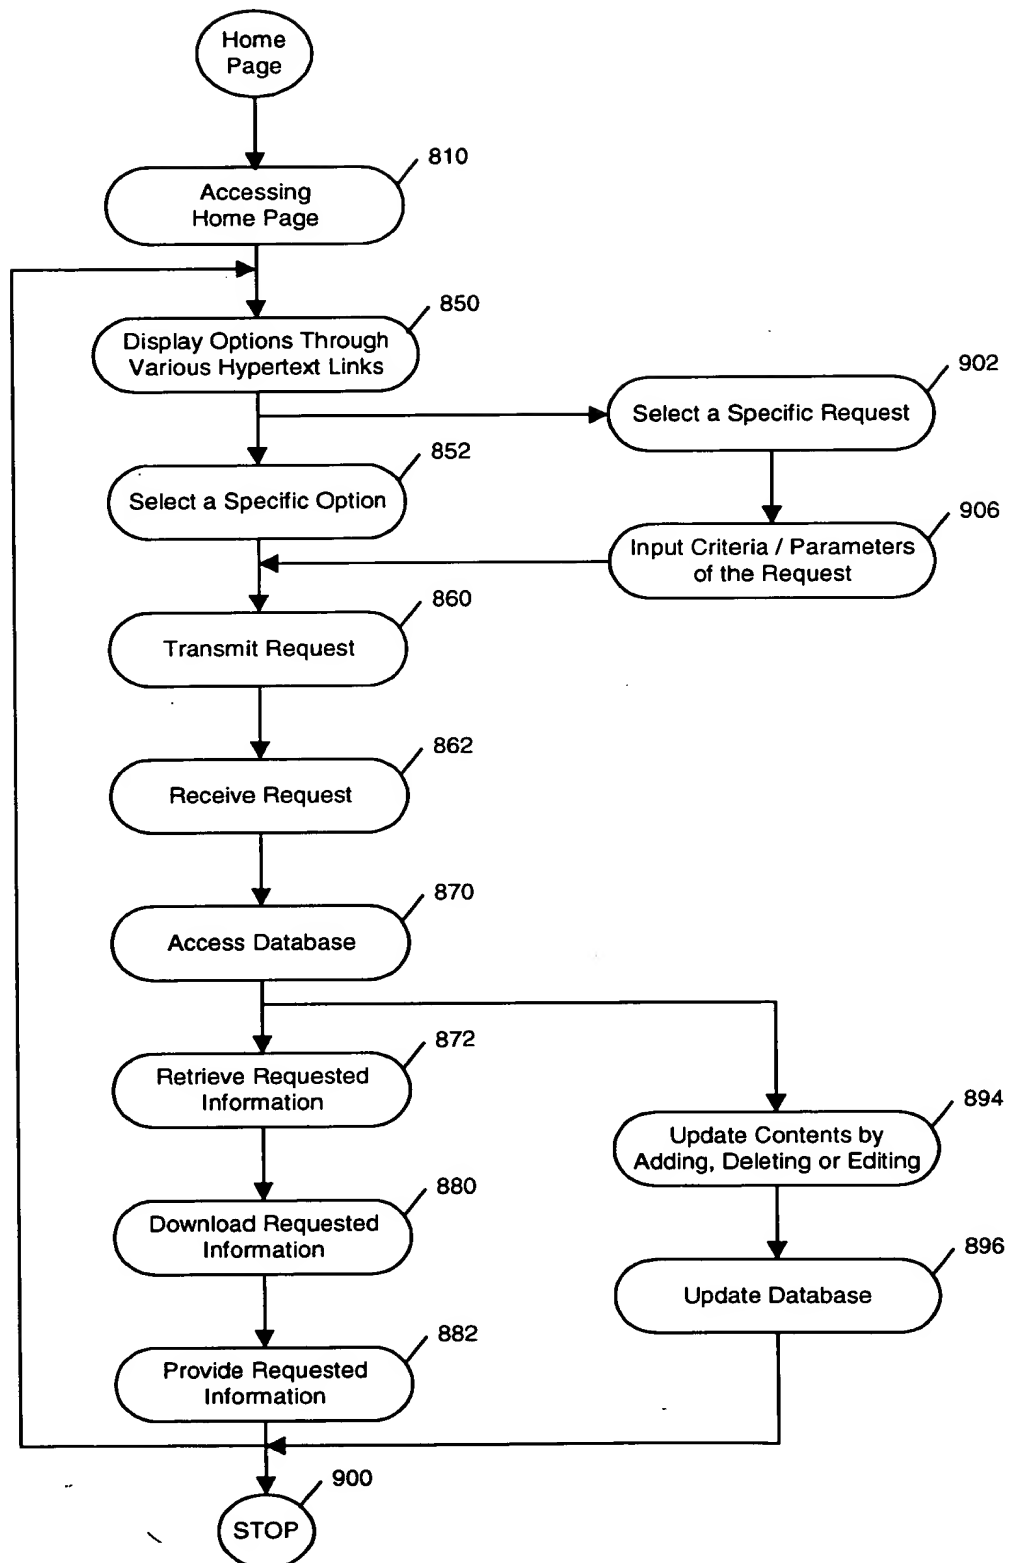 Home
Page
810
Accessing
Home Page
850
Display Options Through
Various Hypertext Links
902
Select a Specific Request
852
Select a Specific Option
906
Input Criteria / Parameters
of the Request
860
Transmit Request
862
Receive Request
870
Access Database
872
Retrieve Requested
Information
894
Update Contents by
Adding, Deleting or Editing
880
Download Requested
Information
896
Update Database
882
Provide Requested
Information
900
STOP